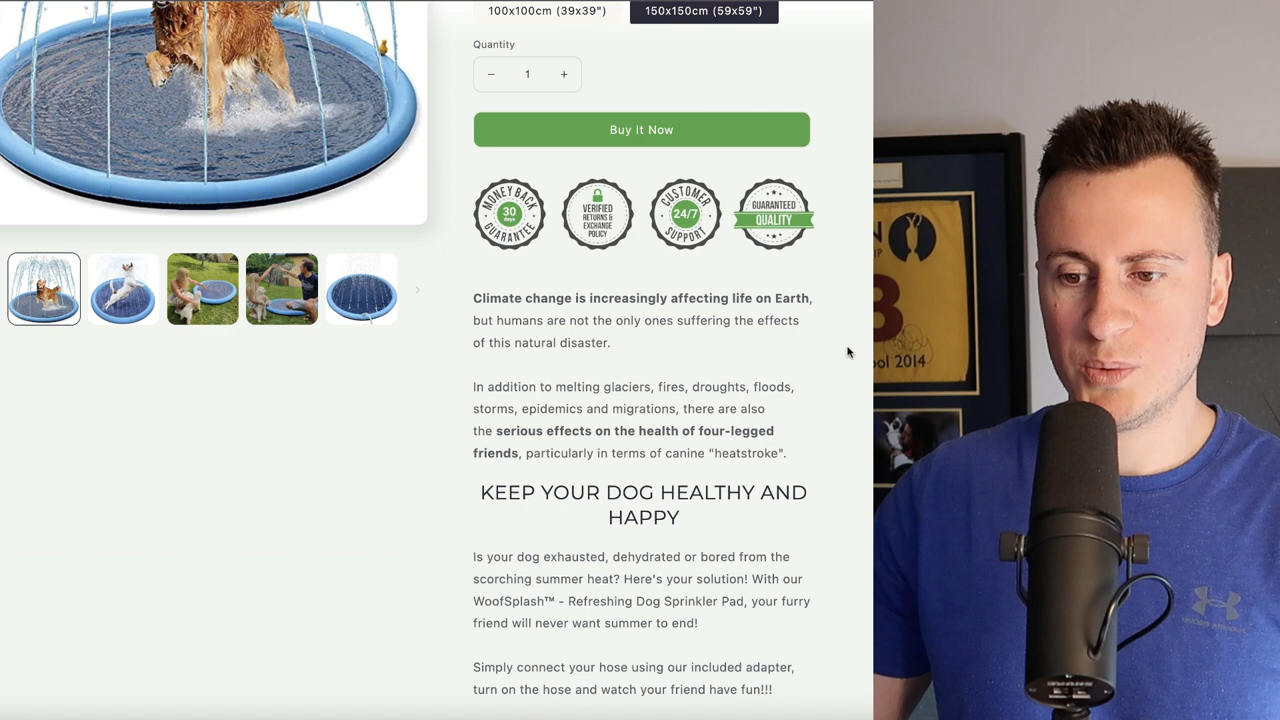 100x100cm (39x39")
150x150cm (59x59")
Quantity
− 1 +
Buy It Now
MONEY BACK
30
days
GUARANTEE
VERIFIED
RETURNS &
EXCHANGE
POLICY
CUSTOMER
24/7
SUPPORT
GUARANTEED
QUALITY
Climate change is increasingly affecting life on Earth,
but humans are not the only ones suffering the effects
of this natural disaster.
In addition to melting glaciers, fires, droughts, floods,
storms, epidemics and migrations, there are also
the serious effects on the health of four-legged
friends, particularly in terms of canine "heatstroke".
KEEP YOUR DOG HEALTHY AND
HAPPY
Is your dog exhausted, dehydrated or bored from the
scorching summer heat? Here's your solution! With our
WoofSplash™ – Refreshing Dog Sprinkler Pad, your furry
friend will never want summer to end!
Simply connect your hose using our included adapter,
turn on the hose and watch your friend have fun!!!
8
2014
UNDER ARMOUR